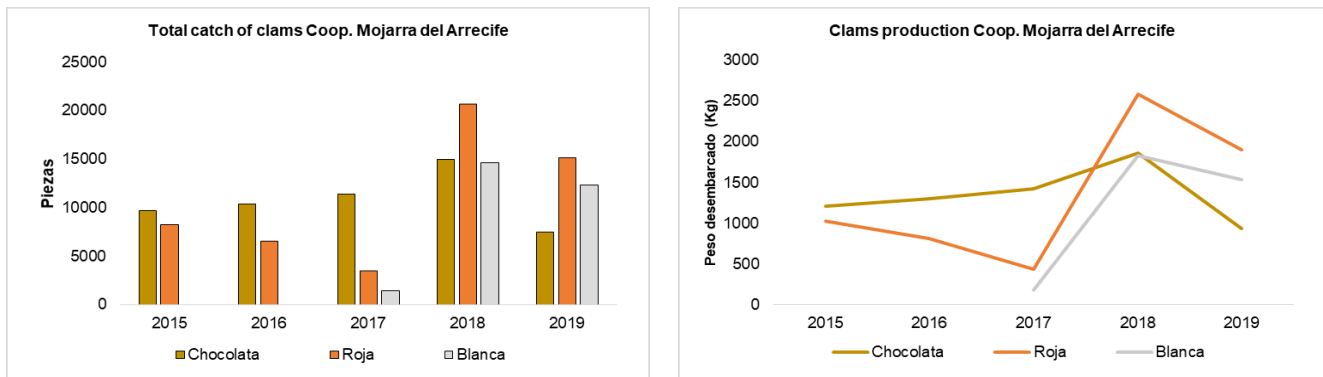 Total catch of clams Coop. Mojarra del Arrecife
25000
20000
15000
10000
5000
0
Piezas
2015 2016 2017 2018 2019
Chocolata Roja Blanca
Clams production Coop. Mojarra del Arrecife
3000
2500
2000
1500
1000
500
0
Peso desembarcado (Kg)
2015 2016 2017 2018 2019
Chocolata Roja Blanca